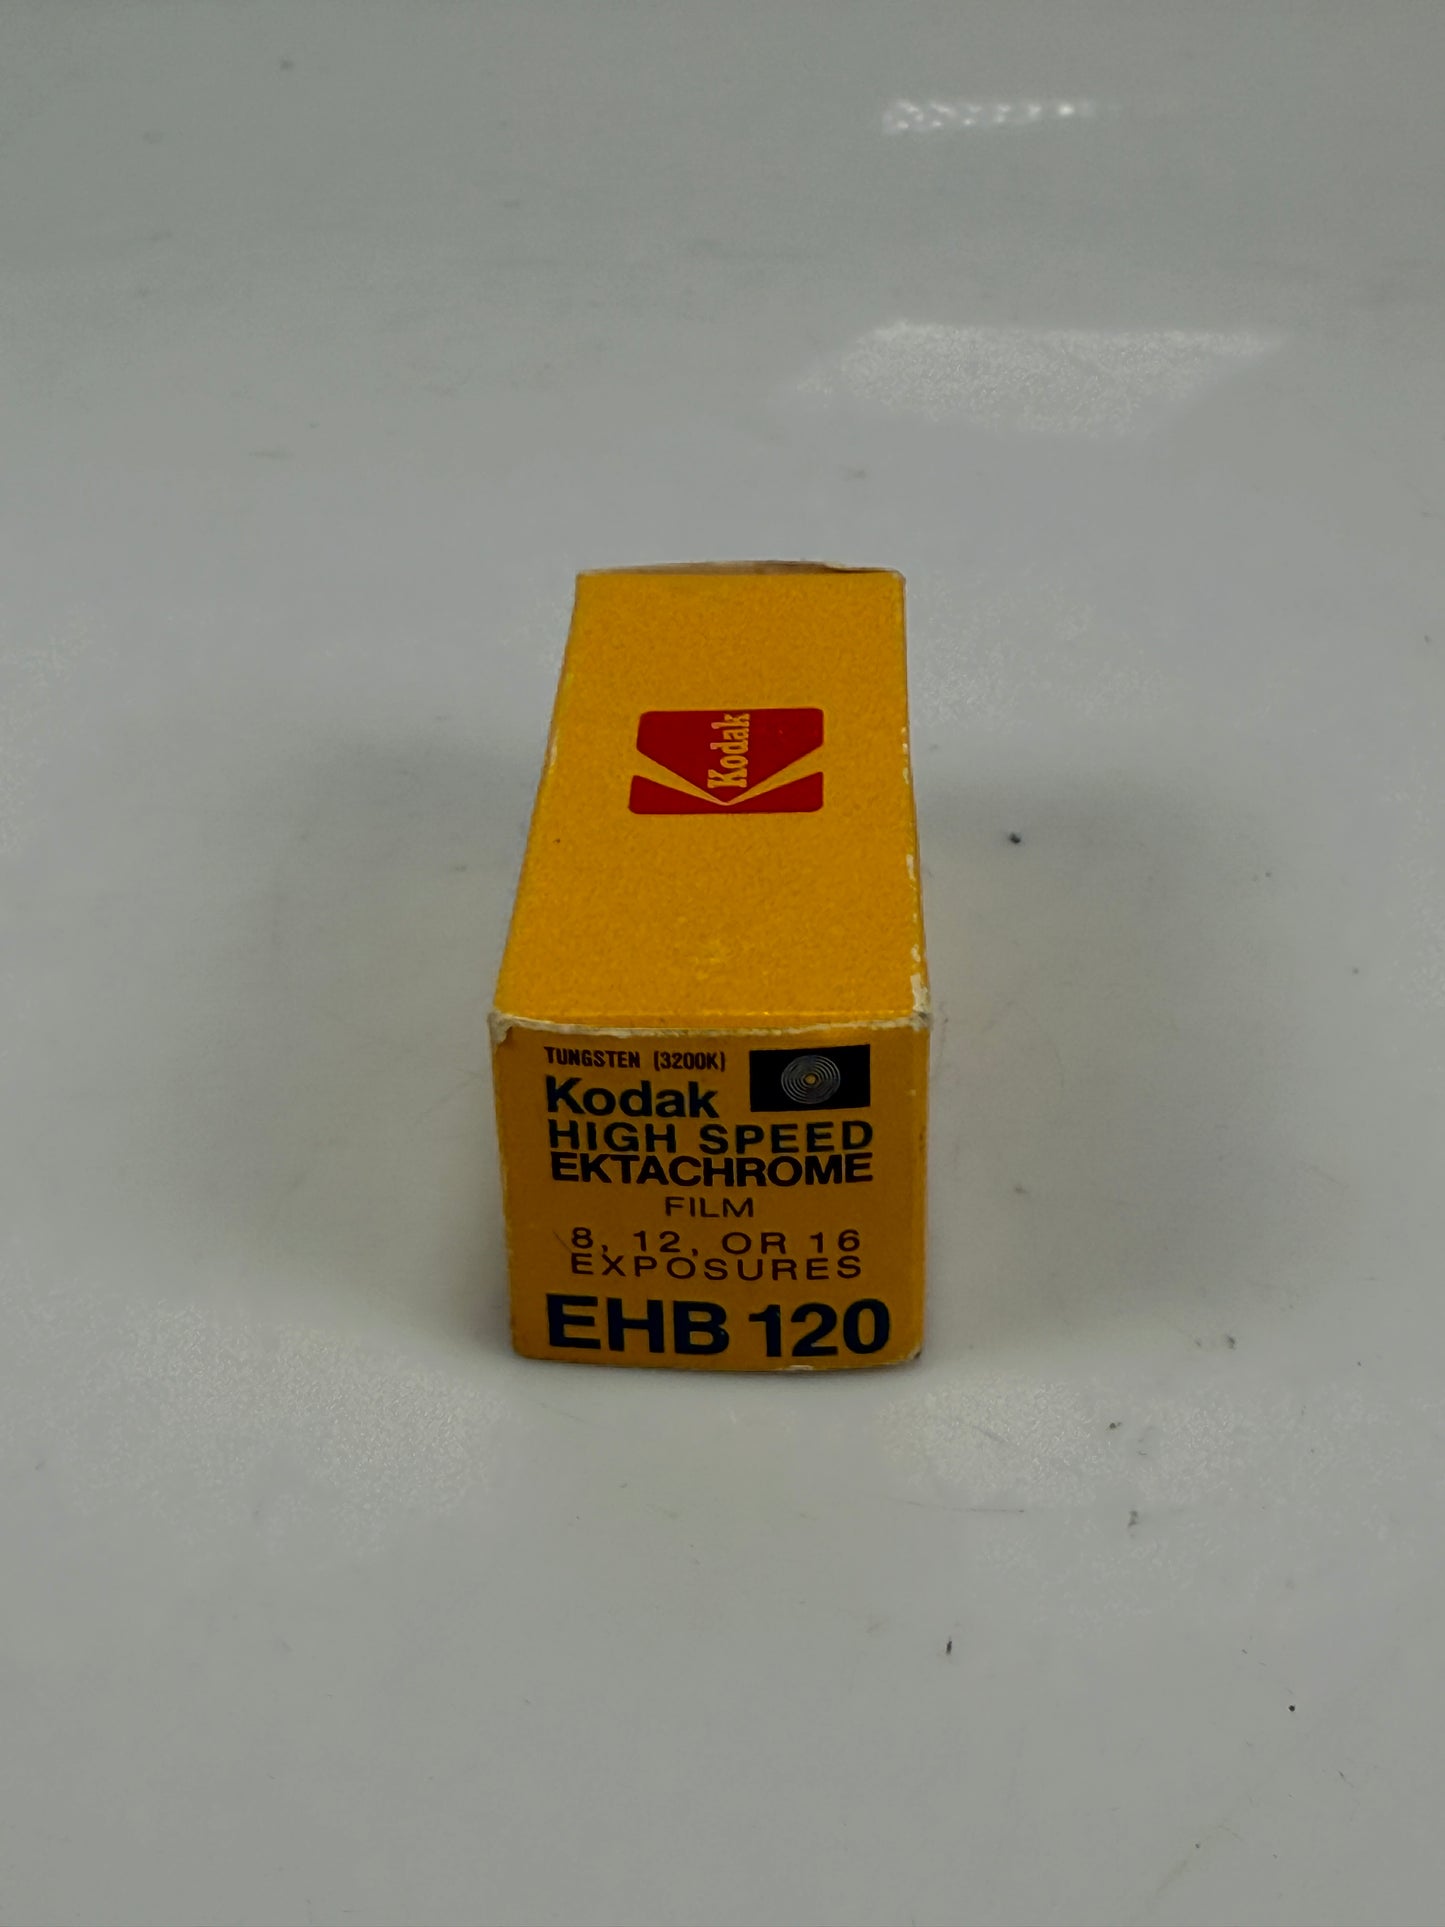 Kodak
TUNGSTEN (3200K)
Kodak
HIGH SPEED
EKTACHROME
FILM
8, 12, OR 16
EXPOSURES
EHB 120